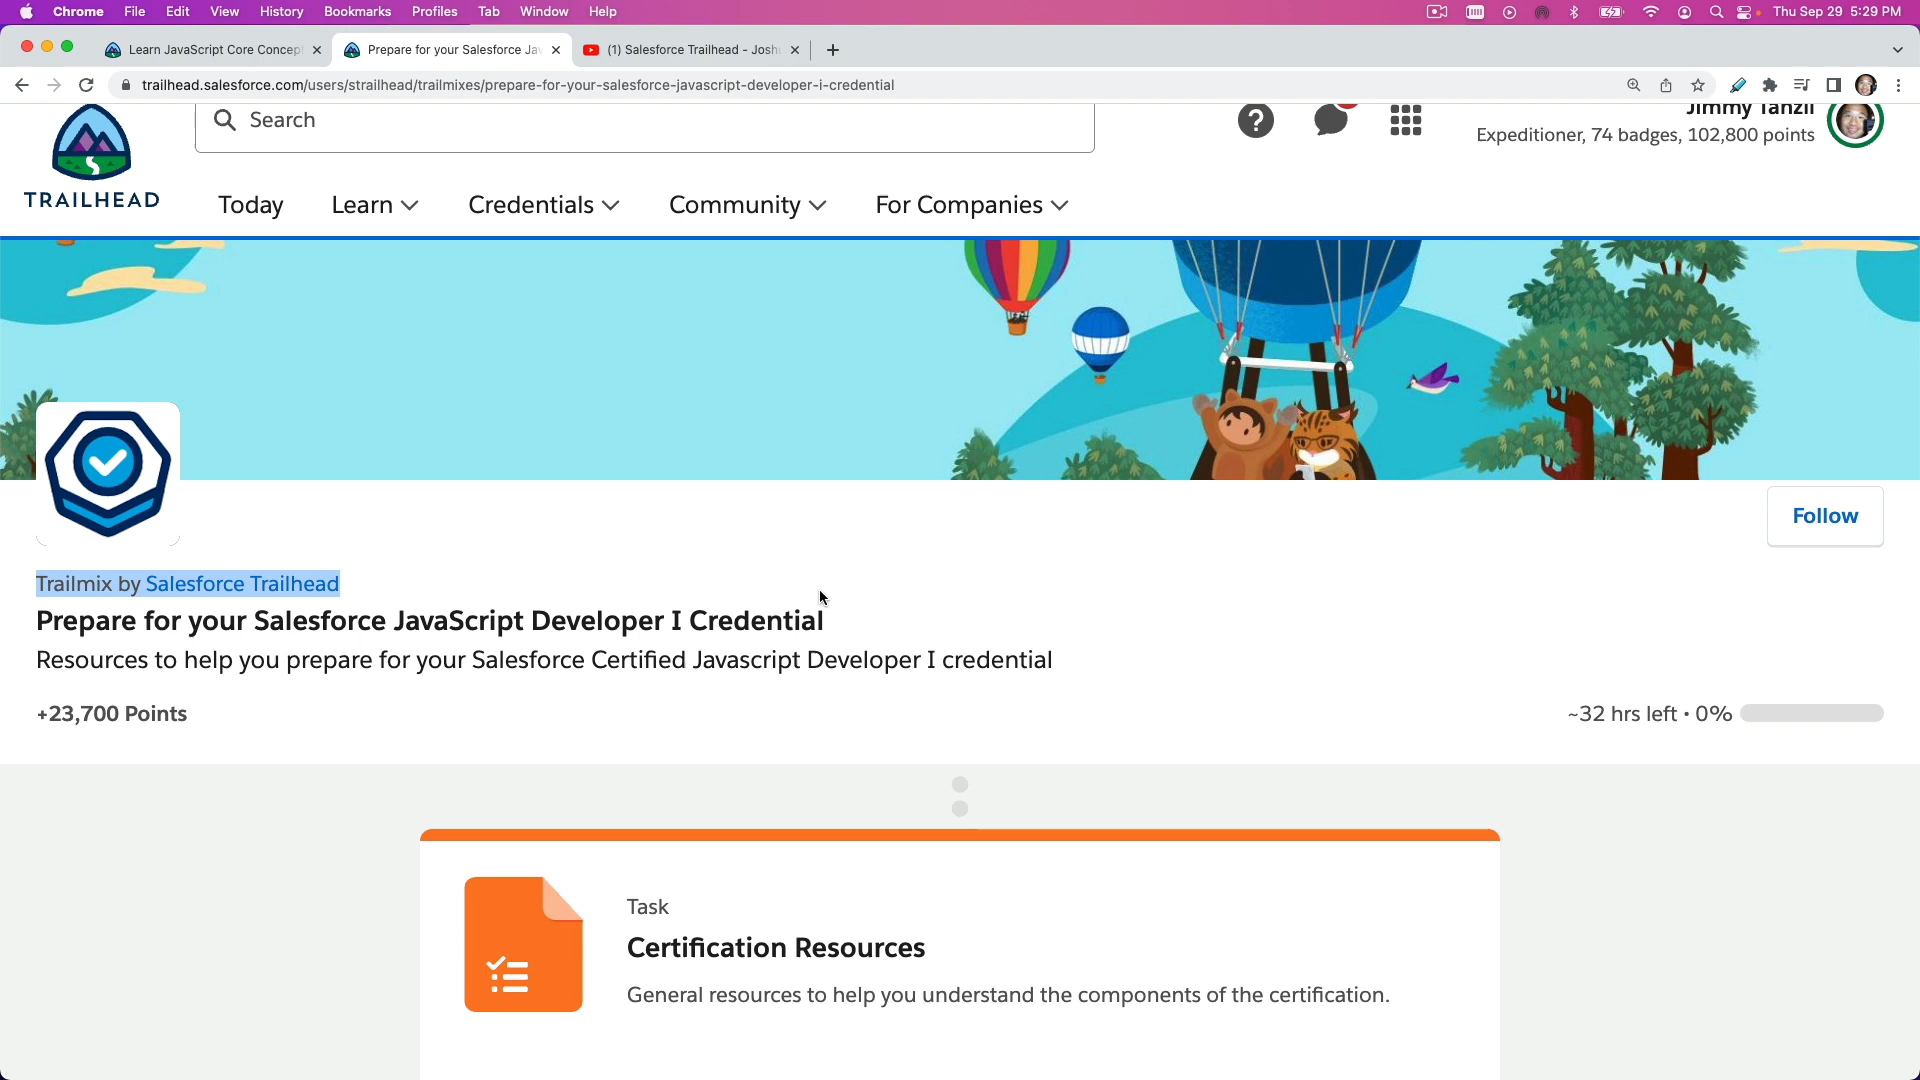 Chrome File Edit View History Bookmarks Profiles Tab Window Help Thu Sep 29 5:29 PM
Learn JavaScript Core Concept Prepare for your Salesforce Jav (1) Salesforce Trailhead - Josh
trailhead.salesforce.com/users/strailhead/trailmixes/prepare-for-your-salesforce-javascript-developer-i-credential
Search
Jimmy Tanzil
Expeditioner, 74 badges, 102,800 points
TRAILHEAD
Today Learn Credentials Community For Companies
Follow
Trailmix by Salesforce Trailhead
Prepare for your Salesforce JavaScript Developer I Credential
Resources to help you prepare for your Salesforce Certified Javascript Developer I credential
+23,700 Points
~32 hrs left • 0%
Task
Certification Resources
General resources to help you understand the components of the certification.